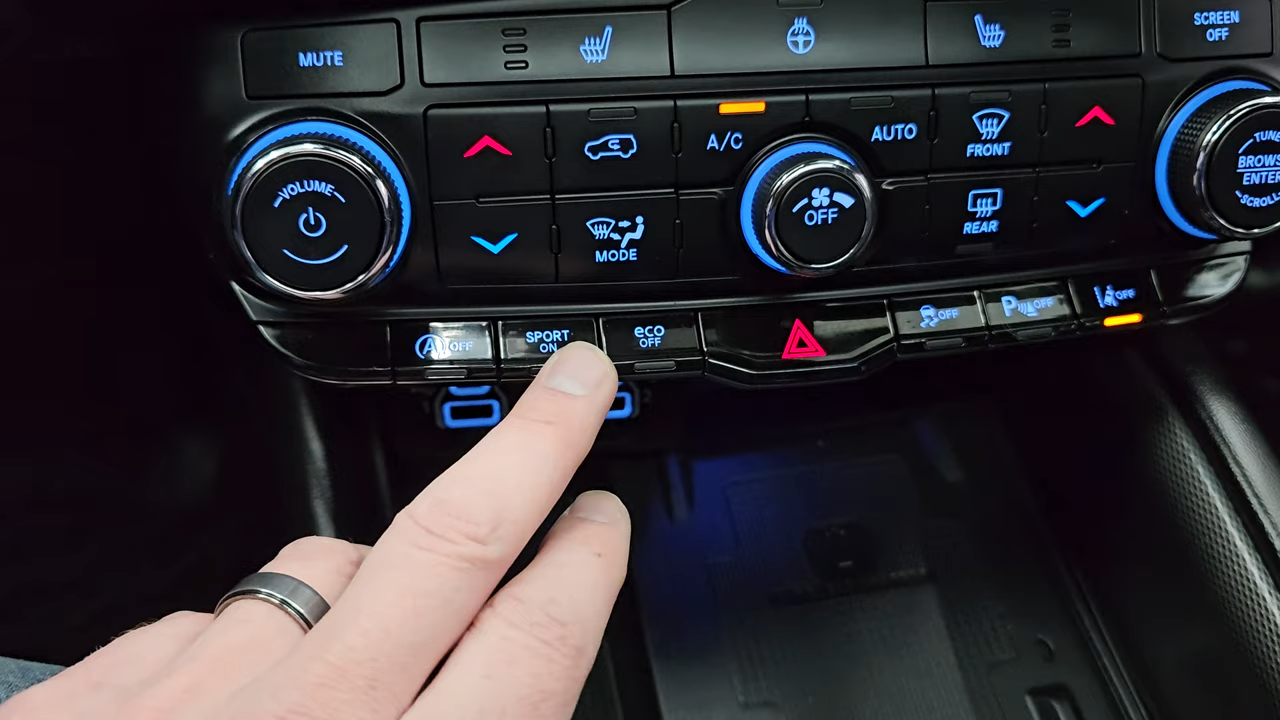 MUTE
SCREEN
OFF
VOLUME
A/C
AUTO
FRONT
MODE
OFF
REAR
TUNE
BROWS
ENTER
SCROLL
A OFF
SPORT
ON
eco
OFF
OFF
P OFF
OFF